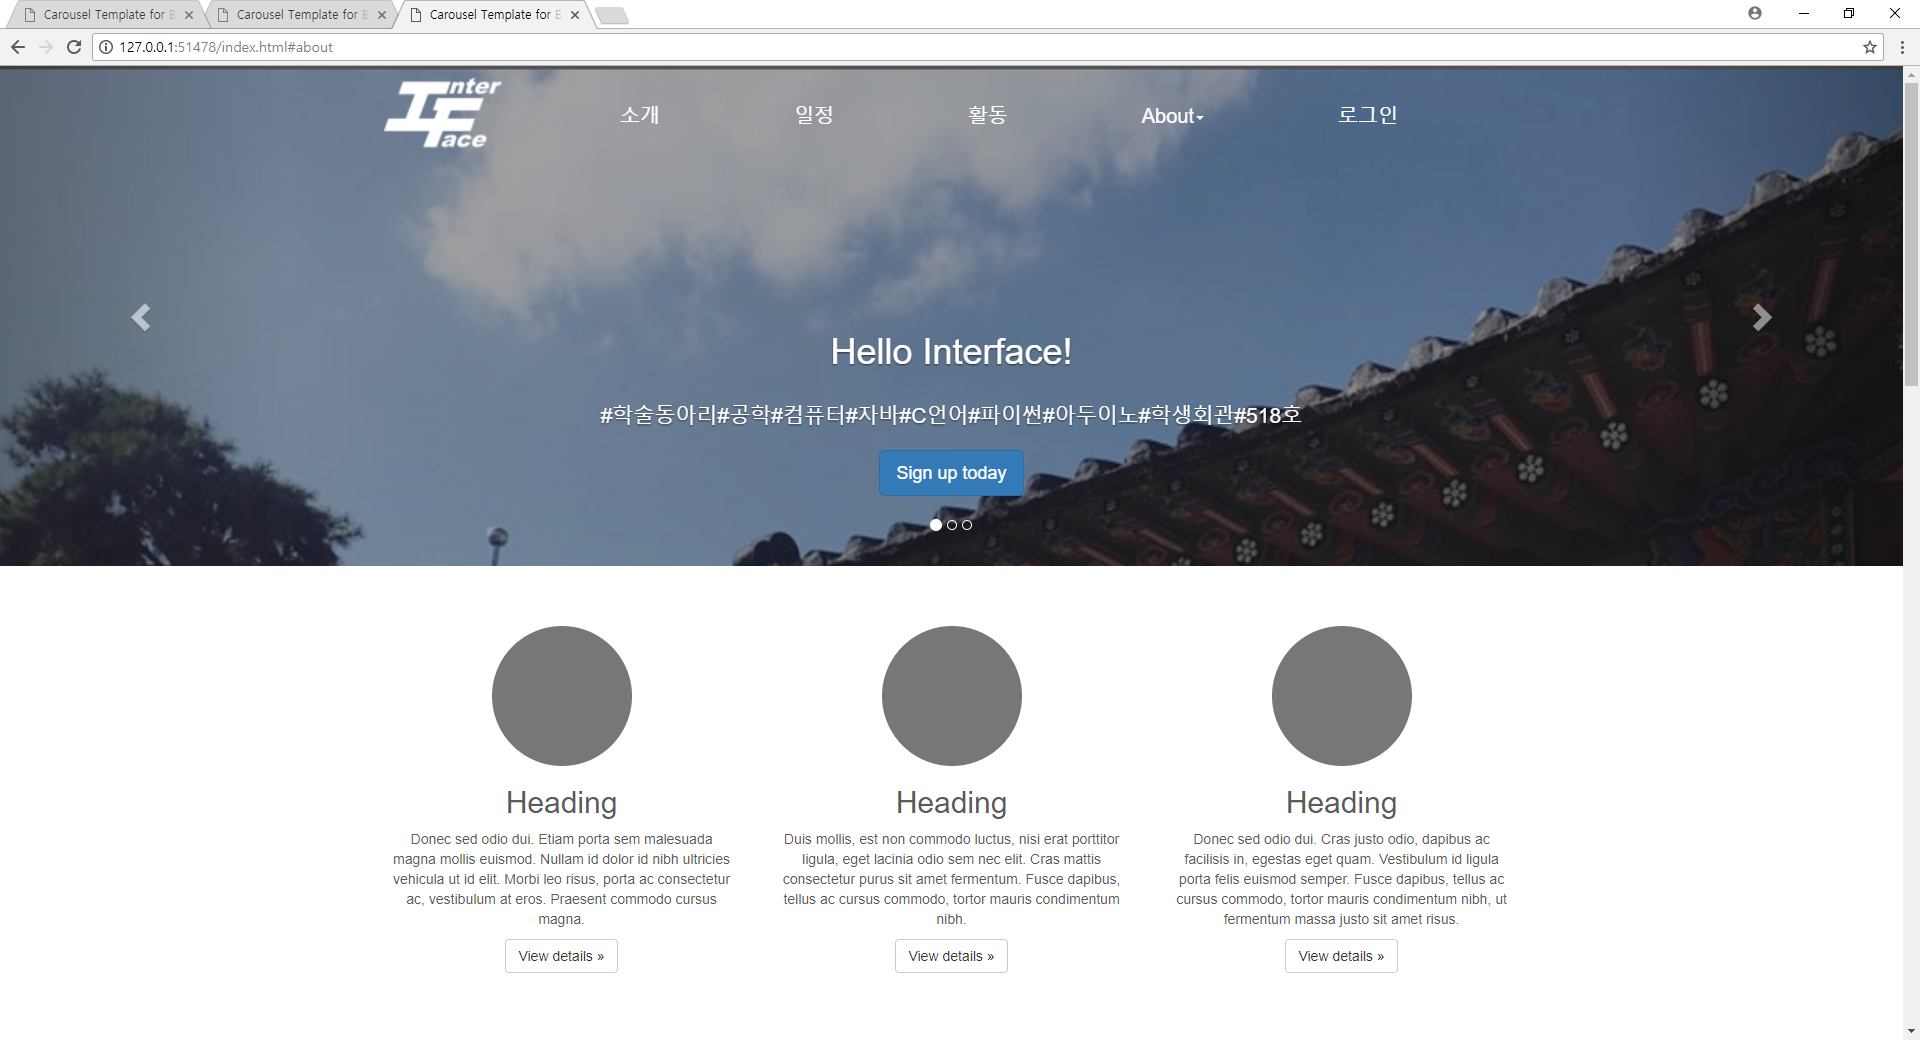 Carousel Template for B
Carousel Template for B
Carousel Template for B
127.0.0.1:51478/index.html#about
Inter
Face
소개
일정
활동
About
로그인
Hello Interface!
#학술동아리#공학#컴퓨터#자바#C언어#파이썬#아두이노#학생회관#518호
Sign up today
Heading
Donec sed odio dui. Etiam porta sem malesuada
magna mollis euismod. Nullam id dolor id nibh ultricies
vehicula ut id elit. Morbi leo risus, porta ac consectetur
ac, vestibulum at eros. Praesent commodo cursus
magna.
View details »
Heading
Duis mollis, est non commodo luctus, nisi erat porttitor
ligula, eget lacinia odio sem nec elit. Cras mattis
consectetur purus sit amet fermentum. Fusce dapibus,
tellus ac cursus commodo, tortor mauris condimentum
nibh.
View details »
Heading
Donec sed odio dui. Cras justo odio, dapibus ac
facilisis in, egestas eget quam. Vestibulum id ligula
porta felis euismod semper. Fusce dapibus, tellus ac
cursus commodo, tortor mauris condimentum nibh, ut
fermentum massa justo sit amet risus.
View details »